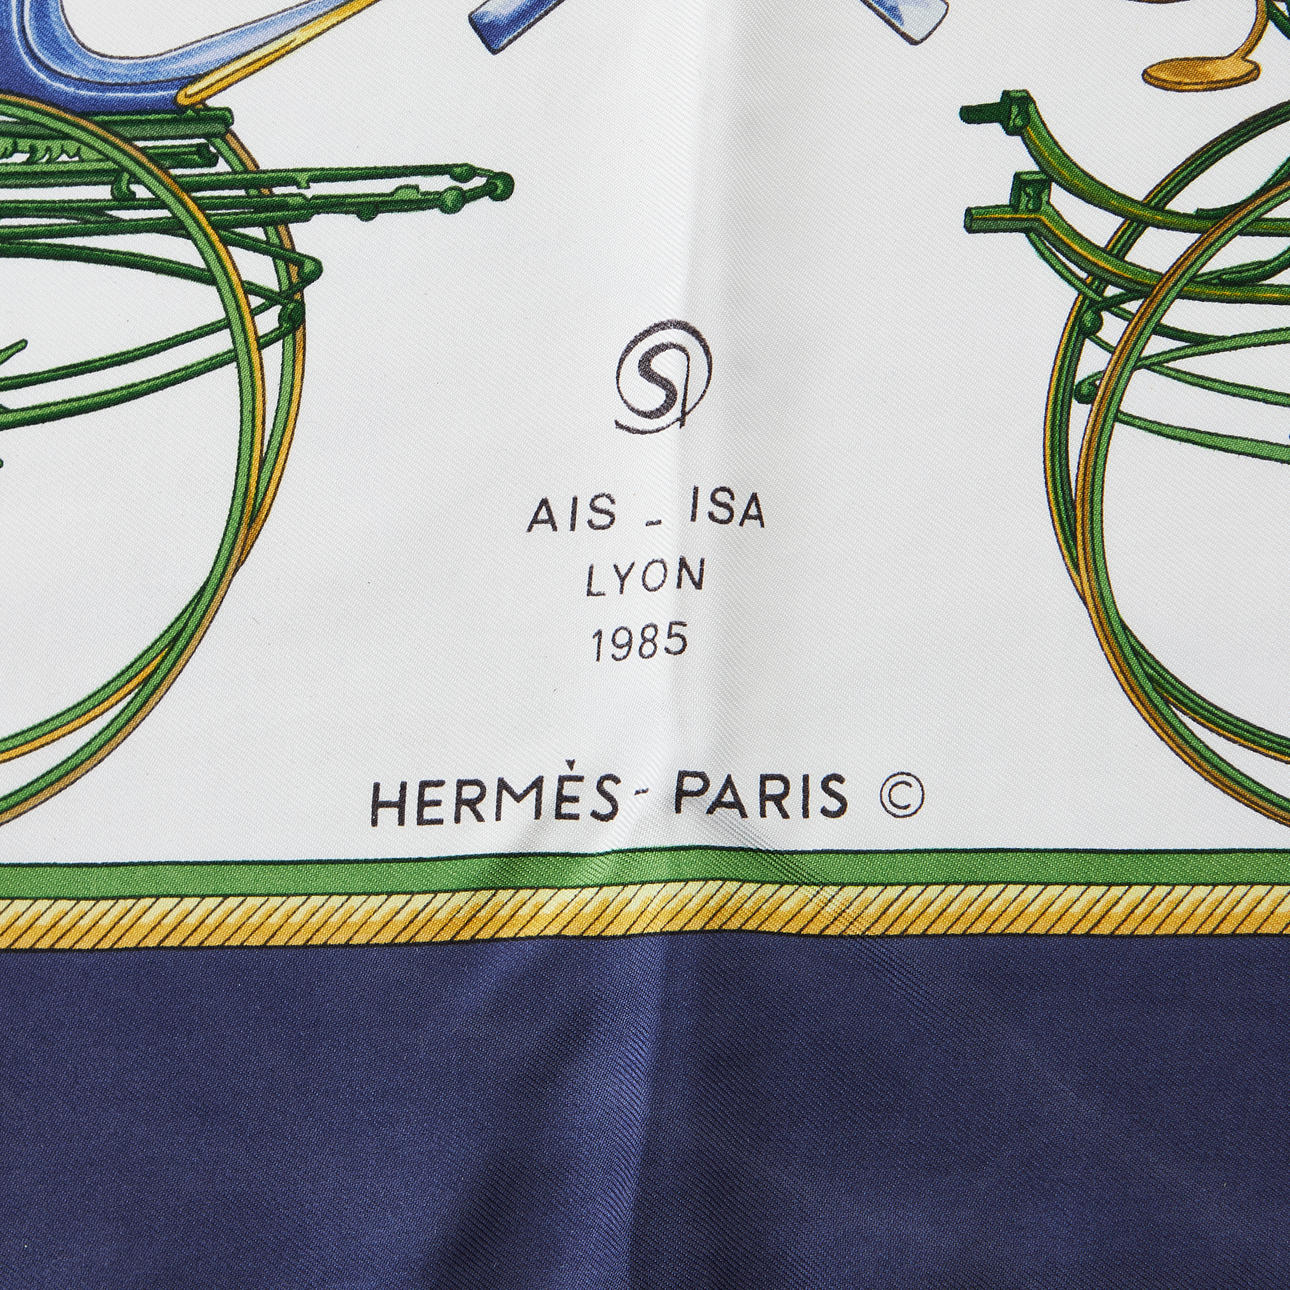 AIS - ISA
LYON
1985
HERMÈS-PARIS ©